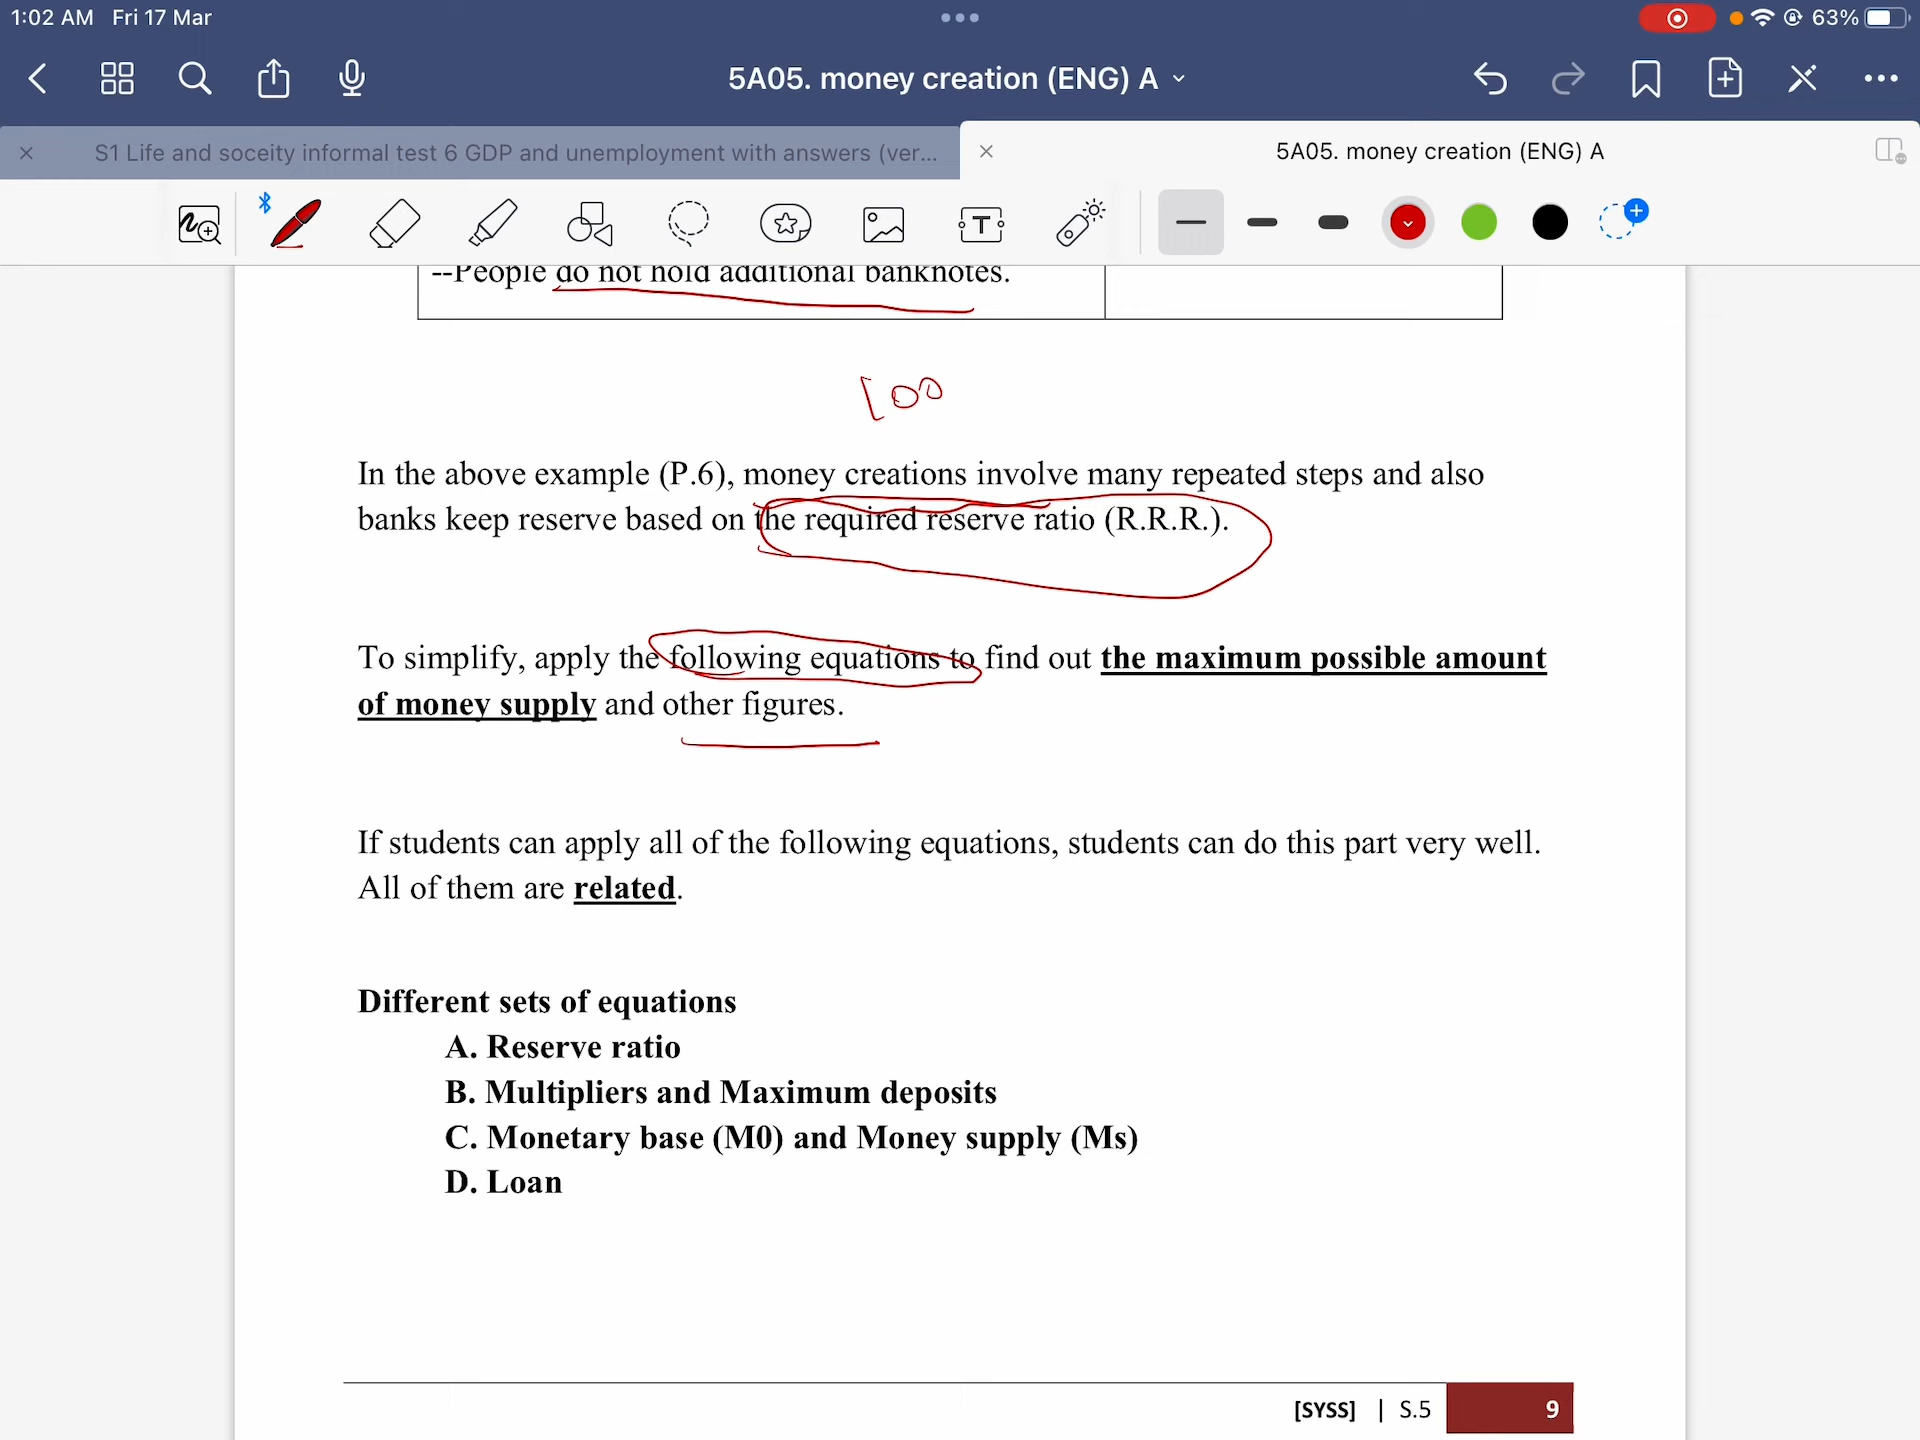 1:02 AM Fri 17 Mar
63%
5A05. money creation (ENG) A
S1 Life and soceity informal test 6 GDP and unemployment with answers (ver...
5A05. money creation (ENG) A
--People do not hold additional banknotes.
100
In the above example (P.6), money creations involve many repeated steps and also
banks keep reserve based on the required reserve ratio (R.R.R.).
To simplify, apply the following equations to find out the maximum possible amount
of money supply and other figures.
If students can apply all of the following equations, students can do this part very well.
All of them are related.
Different sets of equations
A. Reserve ratio
B. Multipliers and Maximum deposits
C. Monetary base (M0) and Money supply (Ms)
D. Loan
[SYSS] | S.5 9